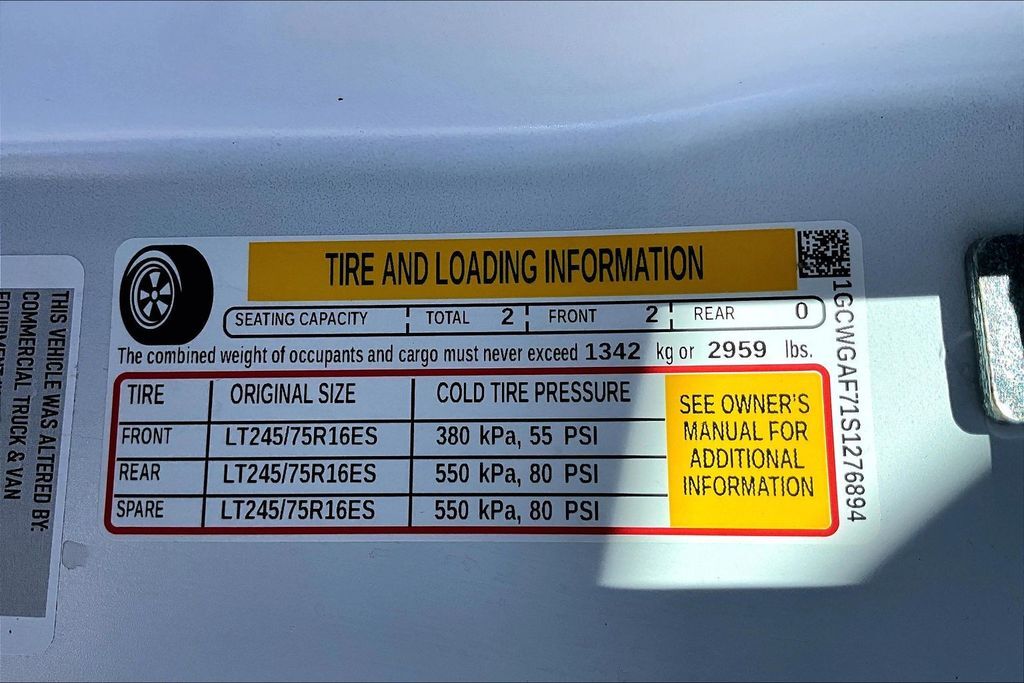 TIRE AND LOADING INFORMATION
SEATING CAPACITY TOTAL 2 FRONT 2 REAR 0
The combined weight of occupants and cargo must never exceed 1342 kg or 2959 lbs.
TIRE ORIGINAL SIZE COLD TIRE PRESSURE
FRONT LT245/75R16ES 380 kPa, 55 PSI
REAR LT245/75R16ES 550 kPa, 80 PSI
SPARE LT245/75R16ES 550 kPa, 80 PSI
SEE OWNER'S
MANUAL FOR
ADDITIONAL
INFORMATION
1GCWGAF71S1276894
THIS VEHICLE WAS ALTERED BY:
COMMERCIAL TRUCK & VAN